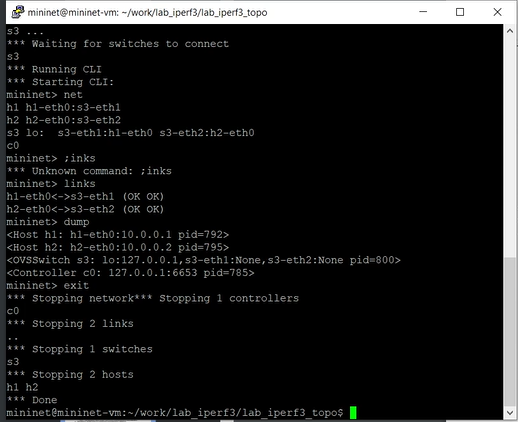 mininet@mininet-vm: ~/work/lab_iperf3/lab_iperf3_topo
s3 ...
*** Waiting for switches to connect
s3
*** Running CLI
*** Starting CLI:
mininet> net
h1 h1-eth0:s3-eth1
h2 h2-eth0:s3-eth2
s3 lo:  s3-eth1:h1-eth0 s3-eth2:h2-eth0
c0
mininet> ;inks
*** Unknown command: ;inks
mininet> links
h1-eth0<->s3-eth1 (OK OK)
h2-eth0<->s3-eth2 (OK OK)
mininet> dump
<Host h1: h1-eth0:10.0.0.1 pid=792>
<Host h2: h2-eth0:10.0.0.2 pid=795>
<OVSSwitch s3: lo:127.0.0.1,s3-eth1:None,s3-eth2:None pid=800>
<Controller c0: 127.0.0.1:6653 pid=785>
mininet> exit
*** Stopping network*** Stopping 1 controllers
c0
*** Stopping 2 links
..
*** Stopping 1 switches
s3
*** Stopping 2 hosts
h1 h2
*** Done
mininet@mininet-vm:~/work/lab_iperf3/lab_iperf3_topo$